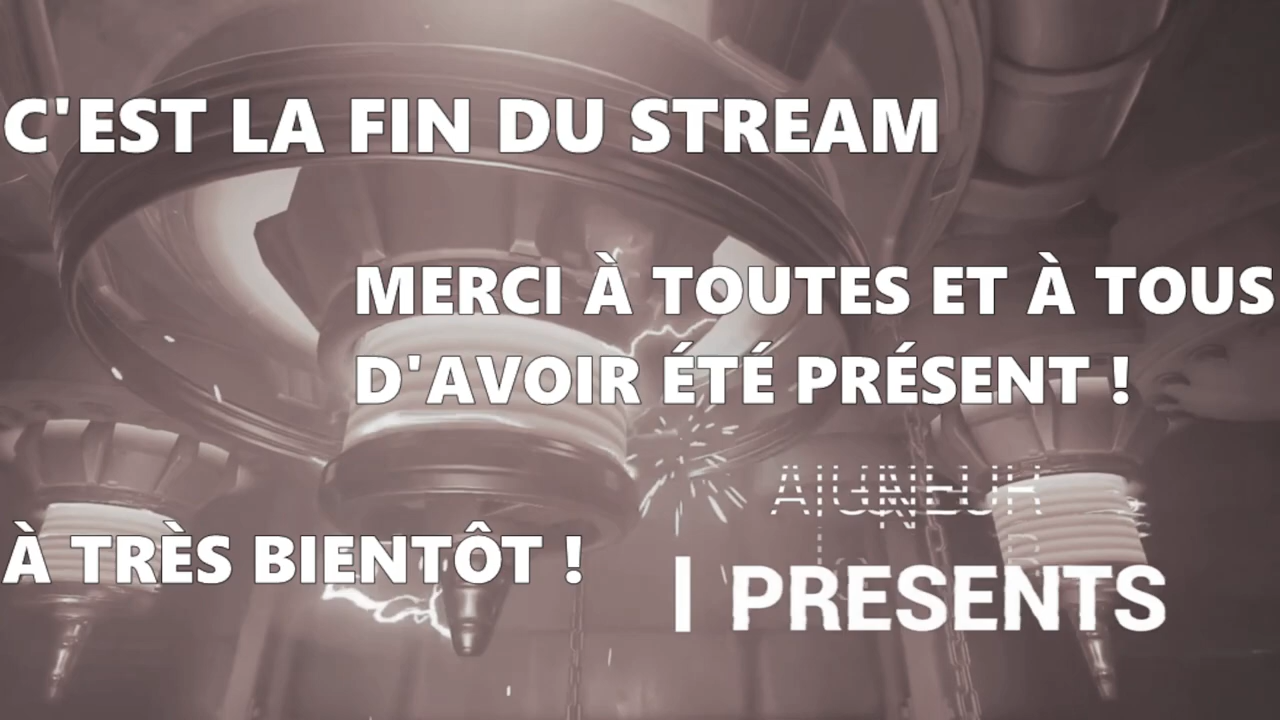 C'EST LA FIN DU STREAM
MERCI À TOUTES ET À TOUS
D'AVOIR ÉTÉ PRÉSENT !
À TRÈS BIENTÔT !
| PRESENTS